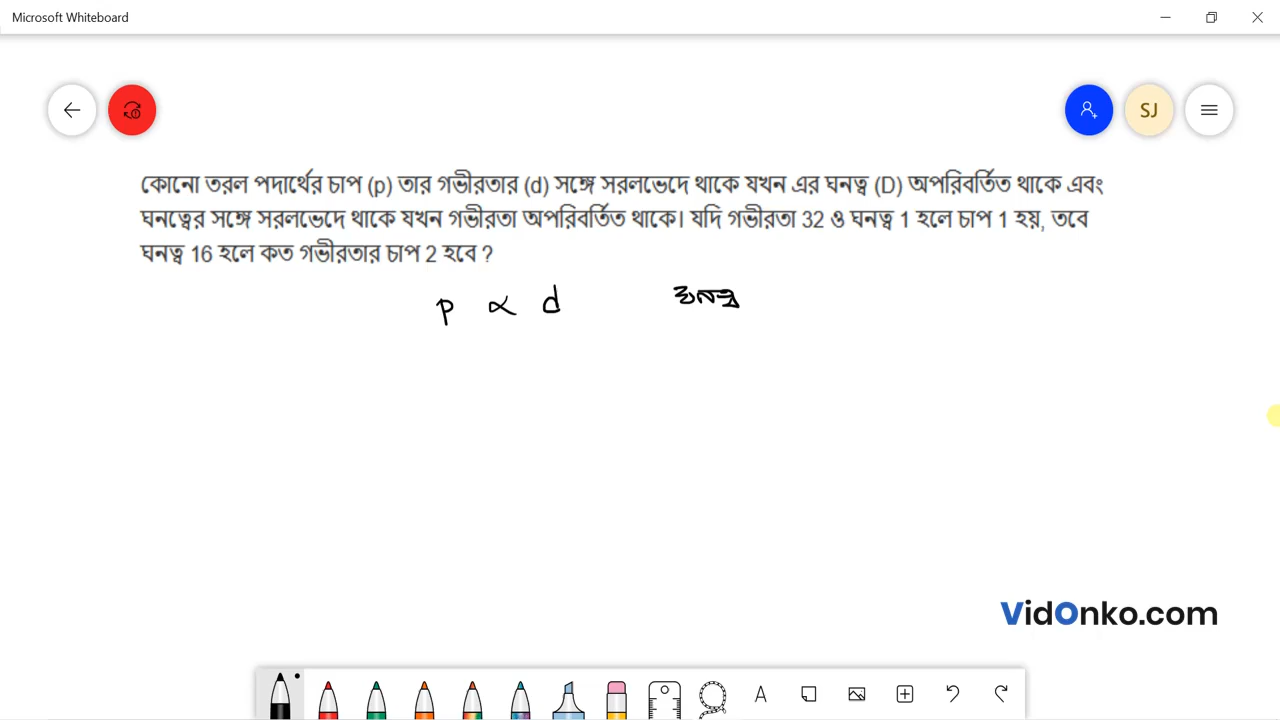 Microsoft Whiteboard
SJ
কোনো তরল পদার্থের চাপ (p) তার গভীরতার (d) সঙ্গে সরলভেদে থাকে যখন এর ঘনত্ব (D) অপরিবর্তিত থাকে এবং
ঘনত্বের সঙ্গে সরলভেদে থাকে যখন গভীরতা অপরিবর্তিত থাকে। যদি গভীরতা 32 ও ঘনত্ব 1 হলে চাপ 1 হয়, তবে
ঘনত্ব 16 হলে কত গভীরতার চাপ 2 হবে ?
p ∝ d ঘনত্ব
VidOnko.com
A